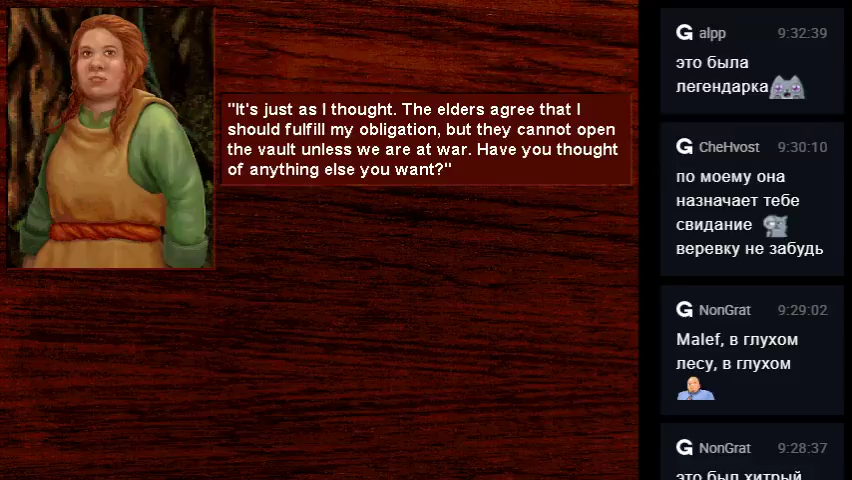 "It's just as I thought. The elders agree that I
should fulfill my obligation, but they cannot open
the vault unless we are at war. Have you thought
of anything else you want?"
G alpp 9:32:39
это была
легендарка
G CheHvost 9:30:10
по моему она
назначает тебе
свидание
веревку не забудь
G NonGrat 9:29:02
Malef, в глухом
лесу, в глухом
G NonGrat 9:28:37
это был хитрый